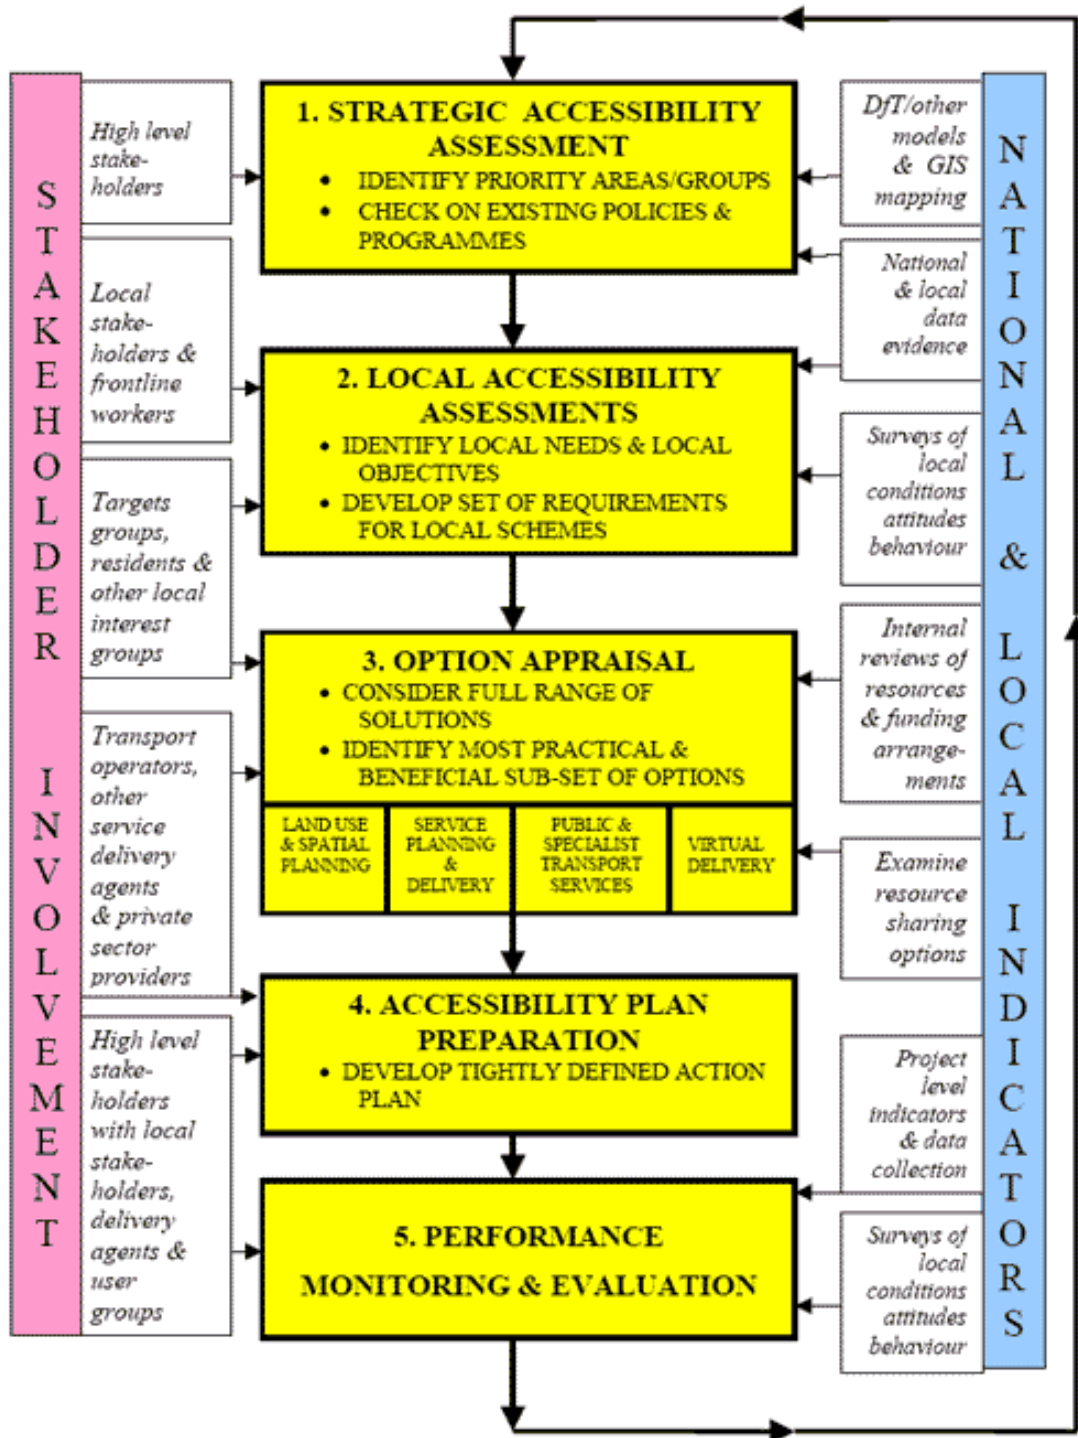 STAKEHOLDER INVOLVEMENT
High level
stake-
holders
Local
stake-
holders &
frontline
workers
Targets
groups,
residents &
other local
interest
groups
Transport
operators,
other
service
delivery
agents
& private
sector
providers
High level
stake-
holders
with local
stake-
holders,
delivery
agents &
user
groups
1. STRATEGIC ACCESSIBILITY
ASSESSMENT
• IDENTIFY PRIORITY AREAS/GROUPS
• CHECK ON EXISTING POLICIES &
PROGRAMMES
2. LOCAL ACCESSIBILITY
ASSESSMENTS
• IDENTIFY LOCAL NEEDS & LOCAL
OBJECTIVES
• DEVELOP SET OF REQUIREMENTS
FOR LOCAL SCHEMES
3. OPTION APPRAISAL
• CONSIDER FULL RANGE OF
SOLUTIONS
• IDENTIFY MOST PRACTICAL &
BENEFICIAL SUB-SET OF OPTIONS
LAND USE
& SPATIAL
PLANNING
SERVICE
PLANNING
&
DELIVERY
PUBLIC &
SPECIALIST
TRANSPORT
SERVICES
VIRTUAL
DELIVERY
4. ACCESSIBILITY PLAN
PREPARATION
• DEVELOP TIGHTLY DEFINED ACTION
PLAN
5. PERFORMANCE
MONITORING & EVALUATION
DfT/other
models
& GIS
mapping
National
& local
data
evidence
Surveys of
local
conditions
attitudes
behaviour
Internal
reviews of
resources
& funding
arrange-
ments
Examine
resource
sharing
options
Project
level
indicators
& data
collection
Surveys of
local
conditions
attitudes
behaviour
NATIONAL & LOCAL INDICATORS